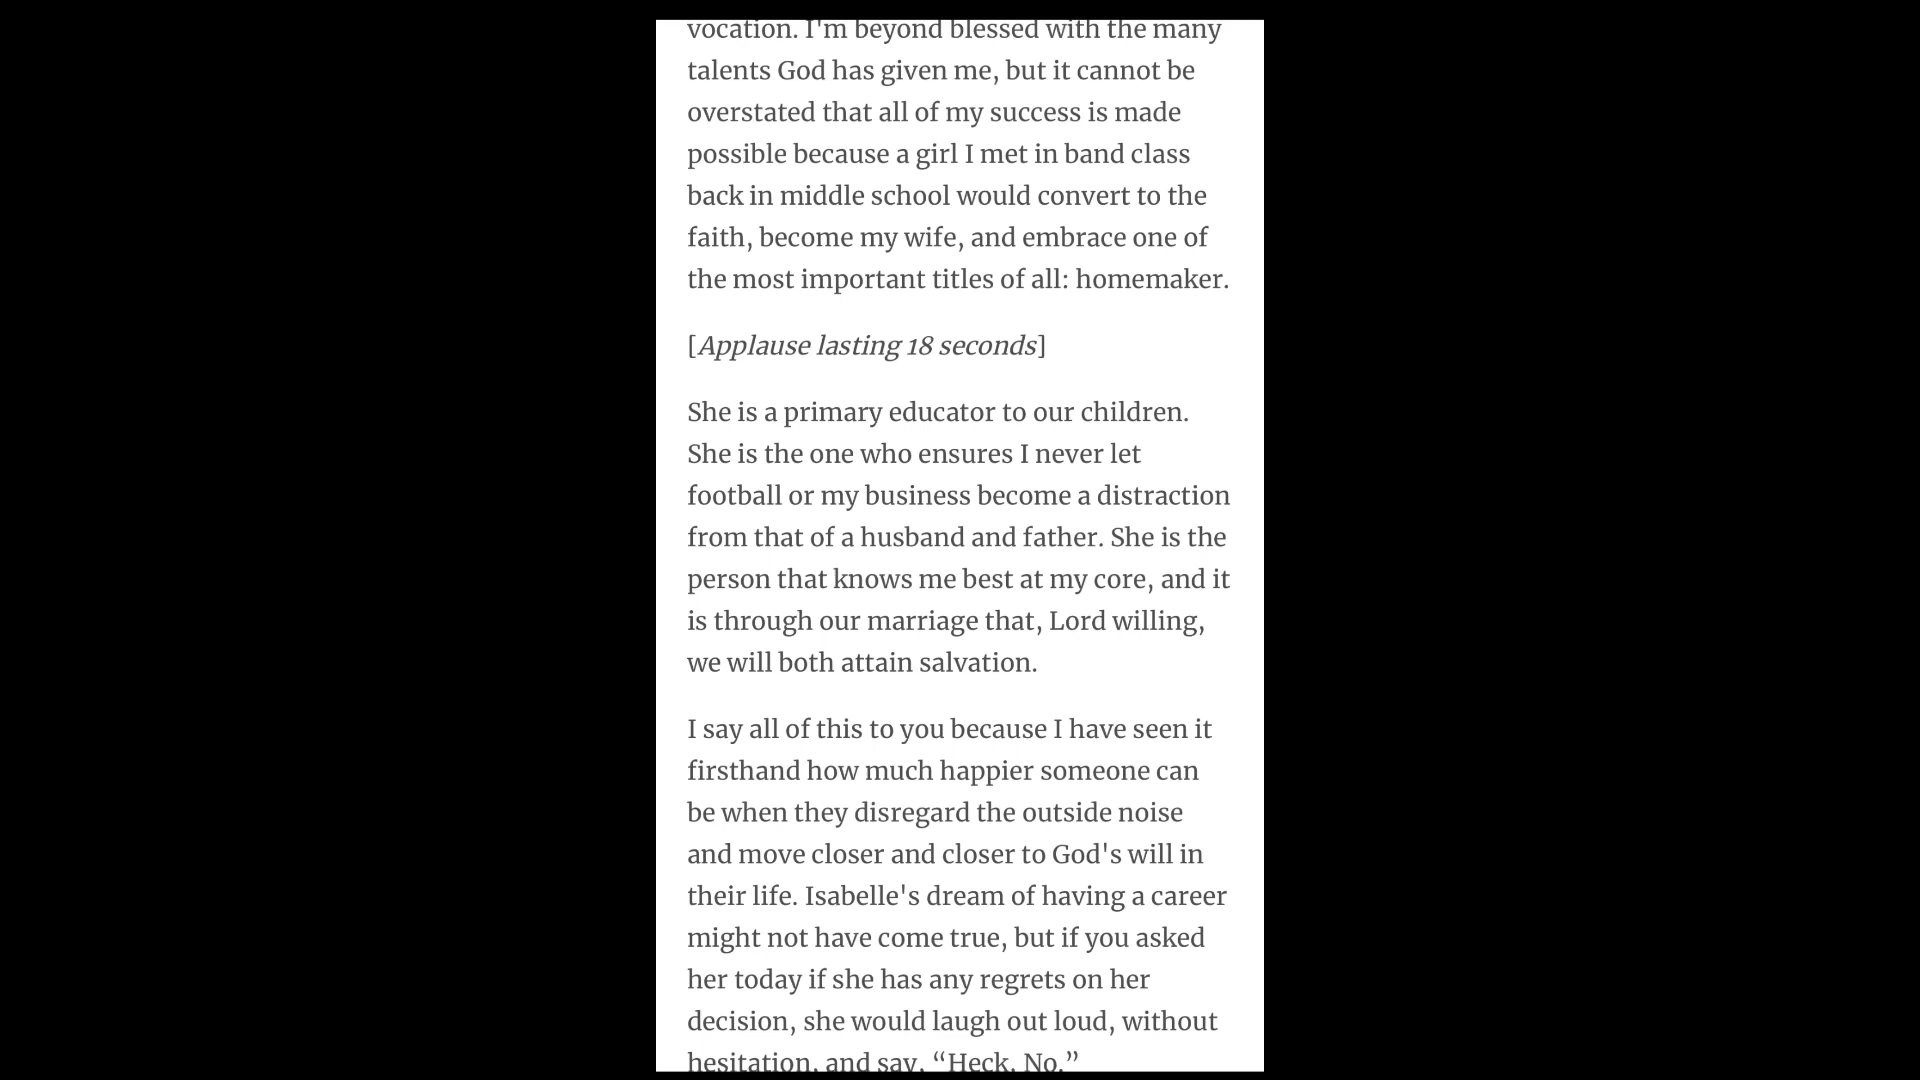 vocation. I'm beyond blessed with the many
talents God has given me, but it cannot be
overstated that all of my success is made
possible because a girl I met in band class
back in middle school would convert to the
faith, become my wife, and embrace one of
the most important titles of all: homemaker.
[Applause lasting 18 seconds]
She is a primary educator to our children.
She is the one who ensures I never let
football or my business become a distraction
from that of a husband and father. She is the
person that knows me best at my core, and it
is through our marriage that, Lord willing,
we will both attain salvation.
I say all of this to you because I have seen it
firsthand how much happier someone can
be when they disregard the outside noise
and move closer and closer to God's will in
their life. Isabelle's dream of having a career
might not have come true, but if you asked
her today if she has any regrets on her
decision, she would laugh out loud, without
hesitation, and say, “Heck, No.”